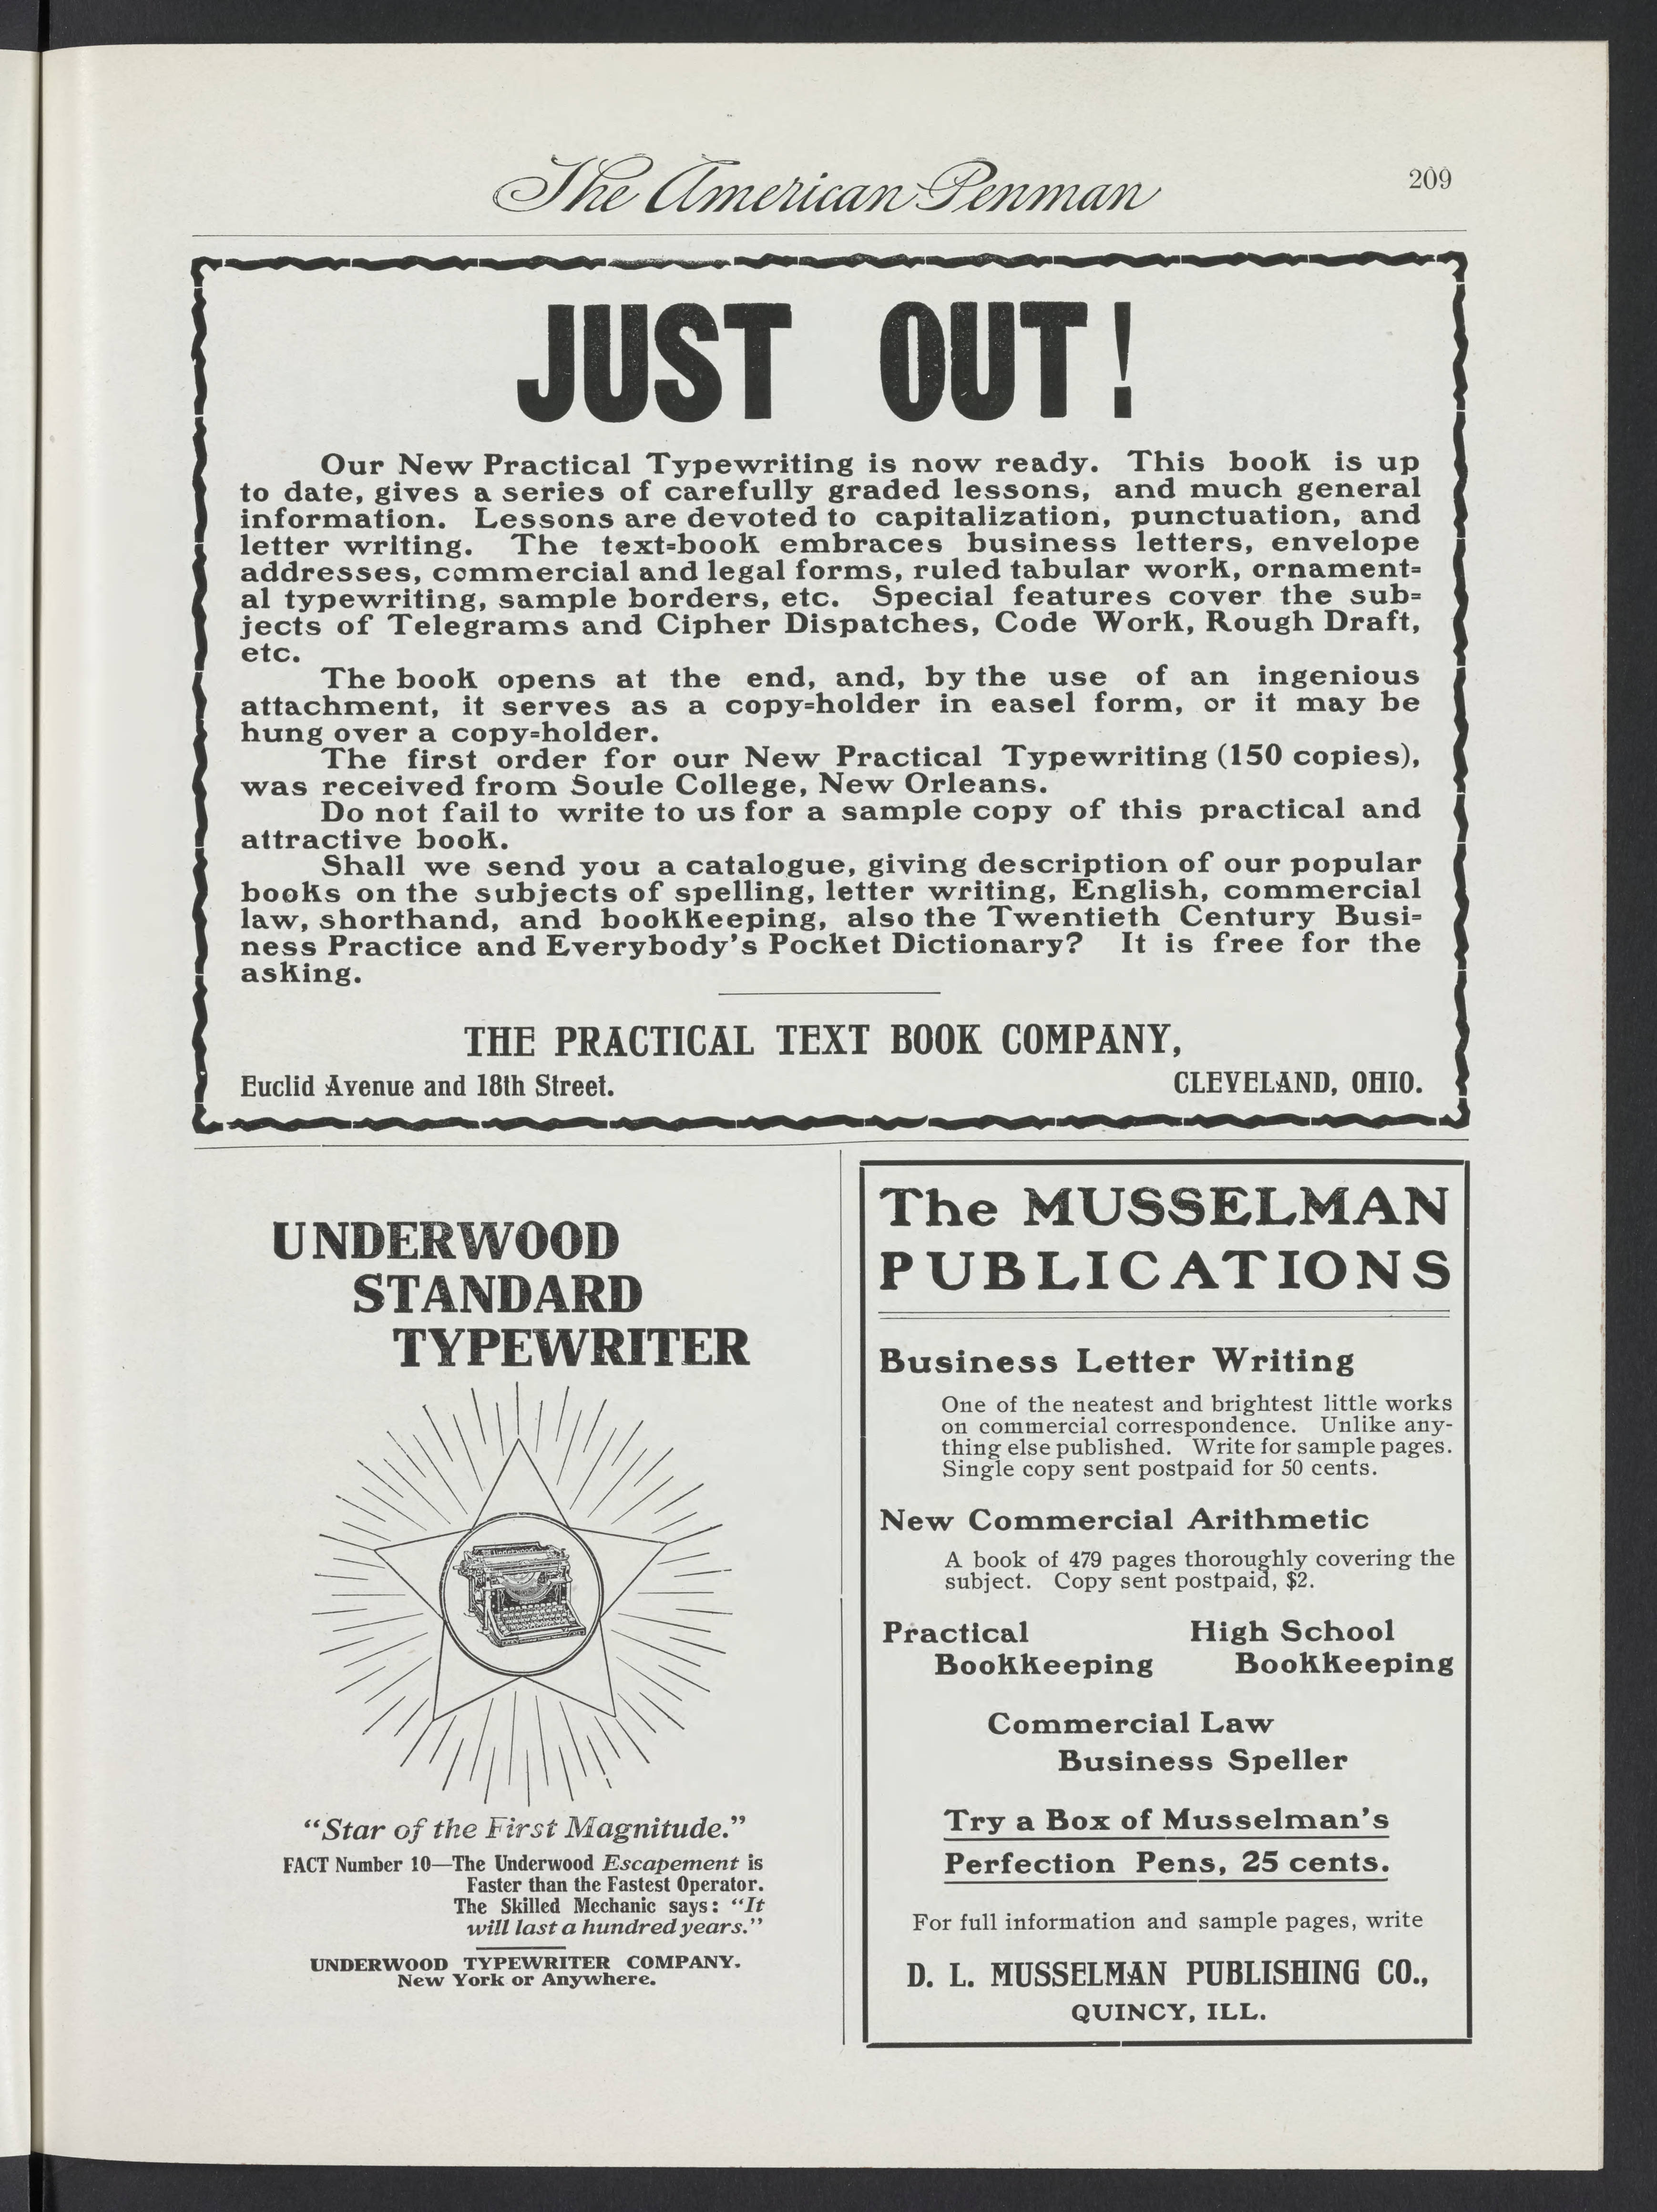 The American Penman
209
JUST OUT!
Our New Practical Typewriting is now ready. This book is up
to date, gives a series of carefully graded lessons, and much general
information. Lessons are devoted to capitalization, punctuation, and
letter writing. The text=book embraces business letters, envelope
addresses, commercial and legal forms, ruled tabular work, ornament=
al typewriting, sample borders, etc. Special features cover the sub=
jects of Telegrams and Cipher Dispatches, Code Work, Rough Draft,
etc.
The book opens at the end, and, by the use of an ingenious
attachment, it serves as a copy=holder in easel form, or it may be
hung over a copy=holder.
The first order for our New Practical Typewriting (150 copies),
was received from Soule College, New Orleans.
Do not fail to write to us for a sample copy of this practical and
attractive book.
Shall we send you a catalogue, giving description of our popular
books on the subjects of spelling, letter writing, English, commercial
law, shorthand, and bookkeeping, also the Twentieth Century Busi=
ness Practice and Everybody's Pocket Dictionary? It is free for the
asking.
THE PRACTICAL TEXT BOOK COMPANY,
Euclid Avenue and 18th Street. CLEVELAND, OHIO.
UNDERWOOD
STANDARD
TYPEWRITER
"Star of the First Magnitude."
FACT Number 10—The Underwood Escapement is
Faster than the Fastest Operator.
The Skilled Mechanic says: "It
will last a hundred years."
UNDERWOOD TYPEWRITER COMPANY.
New York or Anywhere.
The MUSSELMAN
PUBLICATIONS
Business Letter Writing
One of the neatest and brightest little works
on commercial correspondence. Unlike any-
thing else published. Write for sample pages.
Single copy sent postpaid for 50 cents.
New Commercial Arithmetic
A book of 479 pages thoroughly covering the
subject. Copy sent postpaid, $2.
Practical
Bookkeeping
High School
Bookkeeping
Commercial Law
Business Speller
Try a Box of Musselman's
Perfection Pens, 25 cents.
For full information and sample pages, write
D. L. MUSSELMAN PUBLISHING CO.,
QUINCY, ILL.